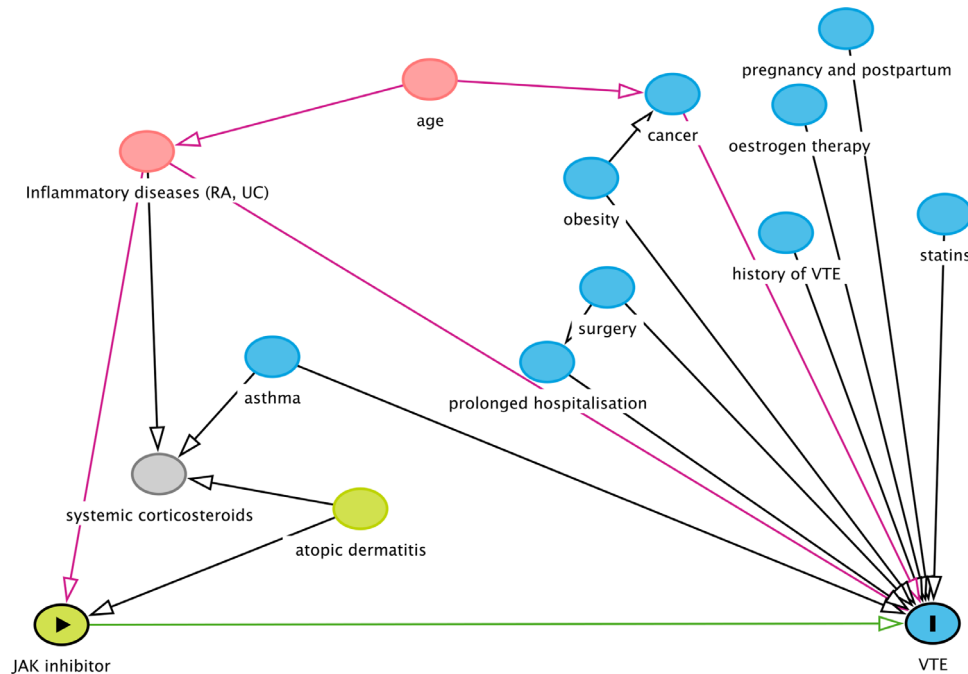 pregnancy and postpartum
age
cancer
oestrogen therapy
Inflammatory diseases (RA, UC)
obesity
statins
history of VTE
surgery
asthma
prolonged hospitalisation
systemic corticosteroids
atopic dermatitis
JAK inhibitor
VTE